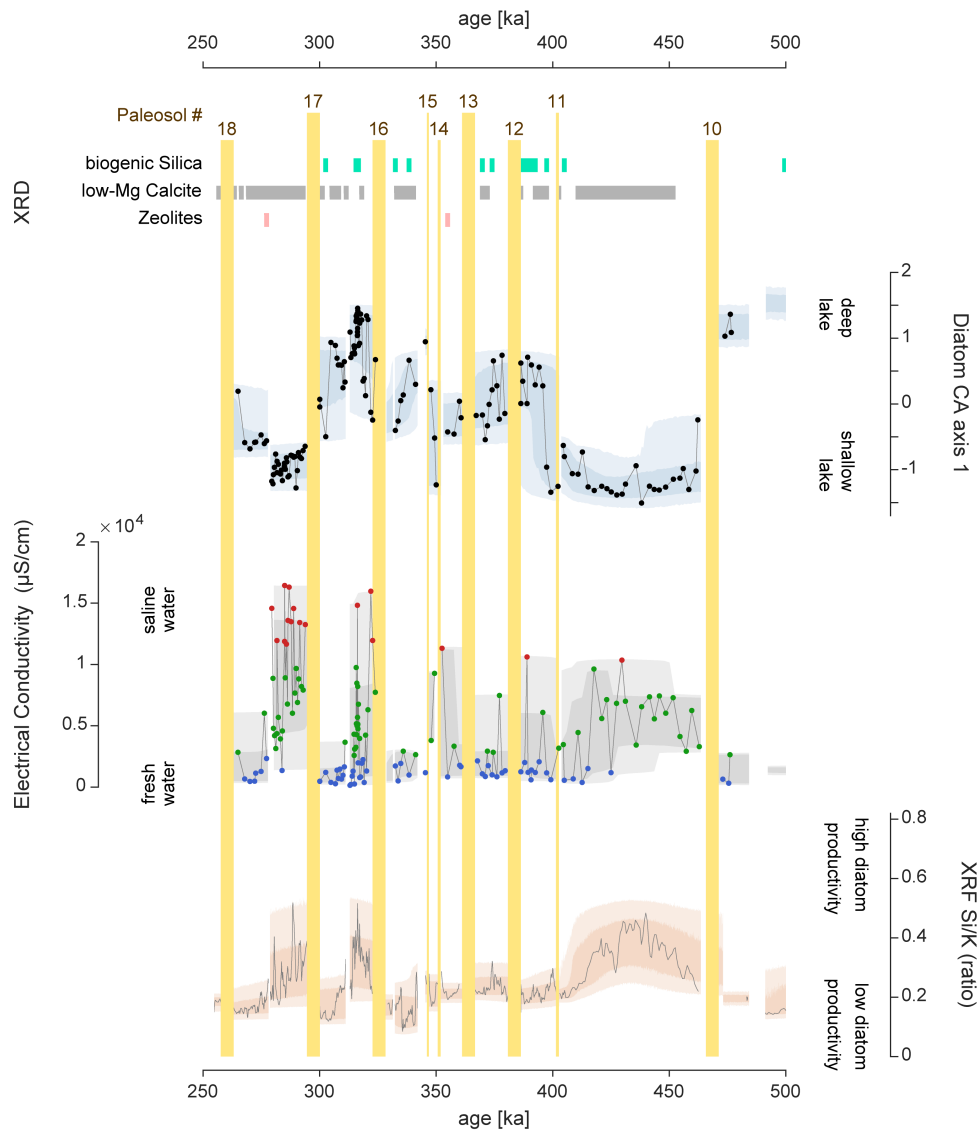 age [ka]
250 300 350 400 450 500
Paleosol #
18 17 16 15 14 13 12 11 10
XRD
biogenic Silica
low-Mg Calcite
Zeolites
deep
lake
shallow
lake
2
1
0
-1
Diatom CA axis 1
Electrical Conductivity (µS/cm)
× 10⁴
2
1.5
1
0.5
0
saline
water
fresh
water
high diatom
productivity
low diatom
productivity
0.8
0.6
0.4
0.2
0
XRF Si/K (ratio)
250 300 350 400 450 500
age [ka]